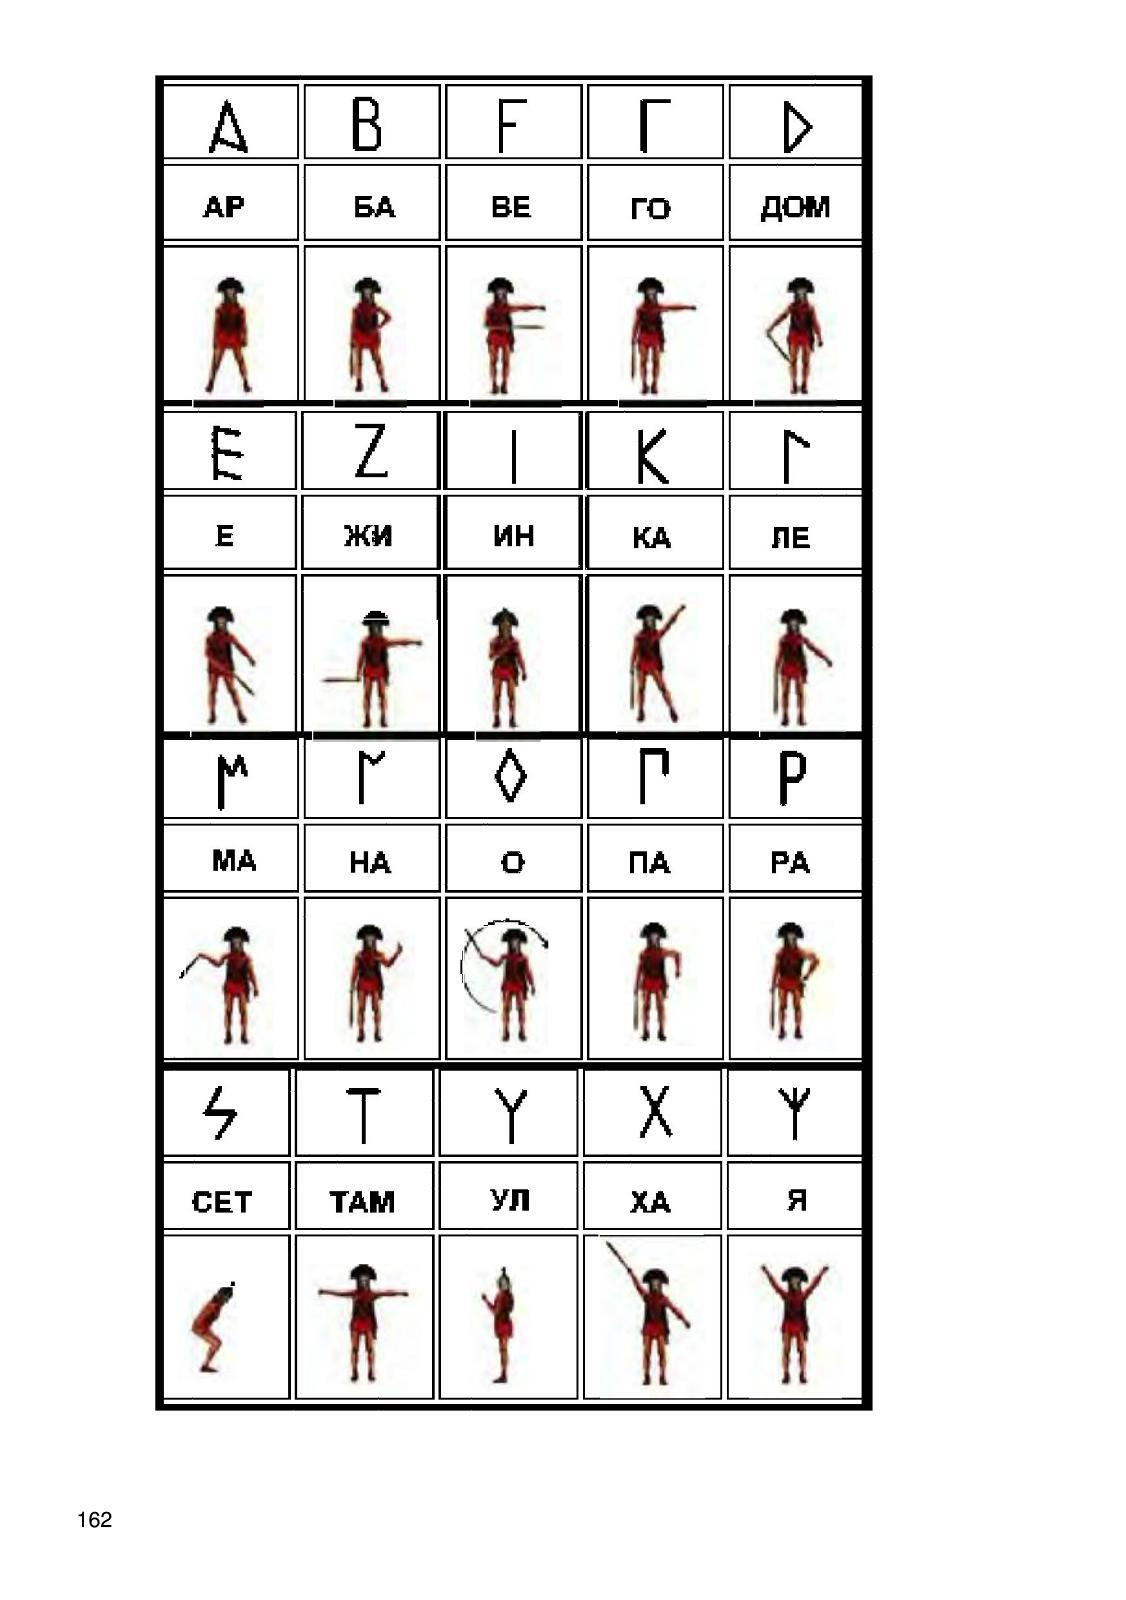 A B F Γ D
АР БА ВЕ ГО ДОМ
E Z I K
Е ЖИ ИН КА ЛЕ
МА НА О ПА РА
P
СЕТ ТАМ УЛ ХА Я
T Y X
162